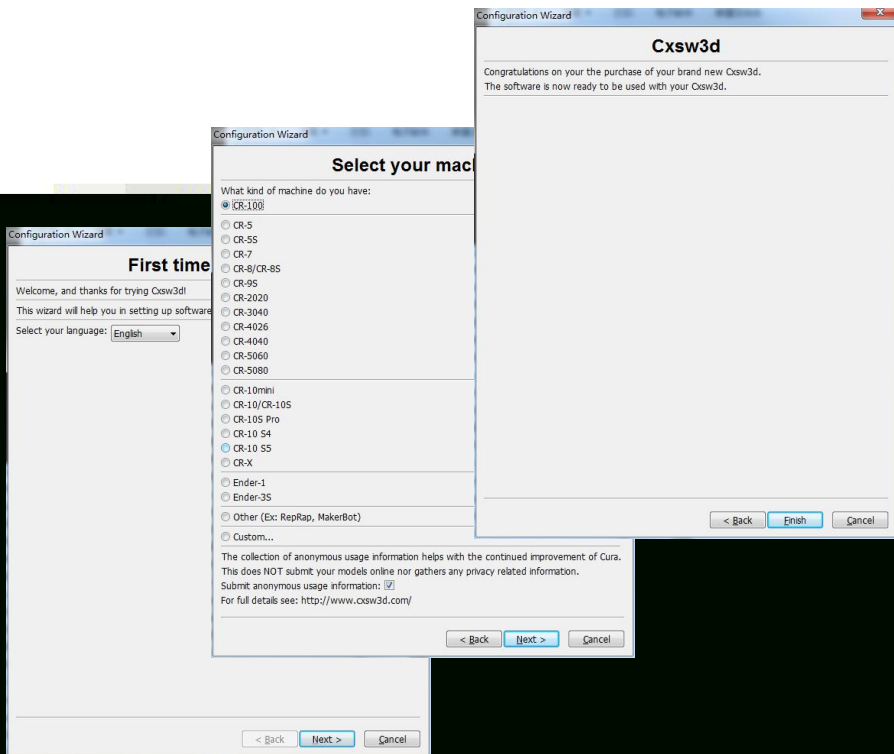 Configuration Wizard
First time
Welcome, and thanks for trying Cxsw3d!
This wizard will help you in setting up software
Select your language: English
< Back Next > Cancel
Configuration Wizard
Select your mac
What kind of machine do you have:
CR-100
CR-5
CR-5S
CR-7
CR-8/CR-8S
CR-9S
CR-2020
CR-3040
CR-4026
CR-4040
CR-5060
CR-5080
CR-10mini
CR-10/CR-10S
CR-10S Pro
CR-10 S4
CR-10 S5
CR-X
Ender-1
Ender-3S
Other (Ex: RepRap, MakerBot)
Custom...
The collection of anonymous usage information helps with the continued improvement of Cura.
This does NOT submit your models online nor gathers any privacy related information.
Submit anonymous usage information:
For full details see: http://www.cxsw3d.com/
< Back Next > Cancel
Configuration Wizard
Cxsw3d
Congratulations on your the purchase of your brand new Cxsw3d.
The software is now ready to be used with your Cxsw3d.
< Back Finish Cancel